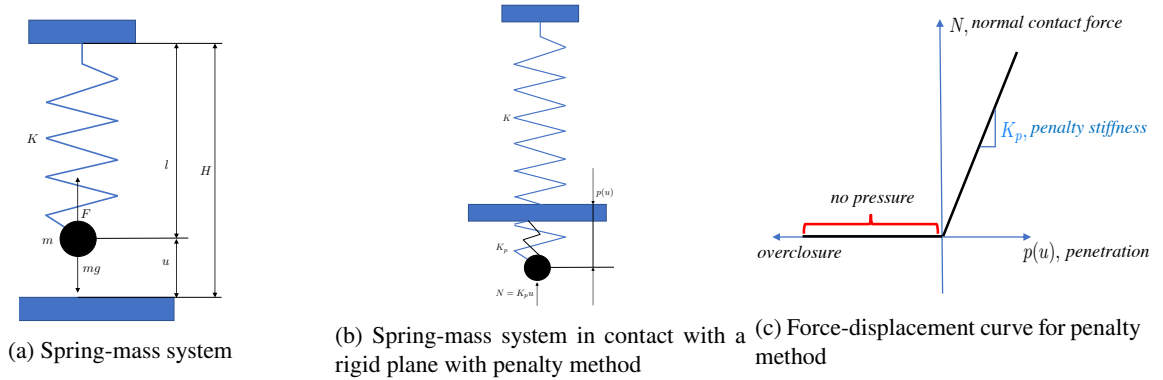 K
l
H
F
m
mg
u
(a) Spring-mass system
K
p(u)
K_p
N = K_p u
(b) Spring-mass system in contact with a
rigid plane with penalty method
N, normal contact force
K_p, penalty stiffness
no pressure
overclosure
p(u), penetration
(c) Force-displacement curve for penalty
method